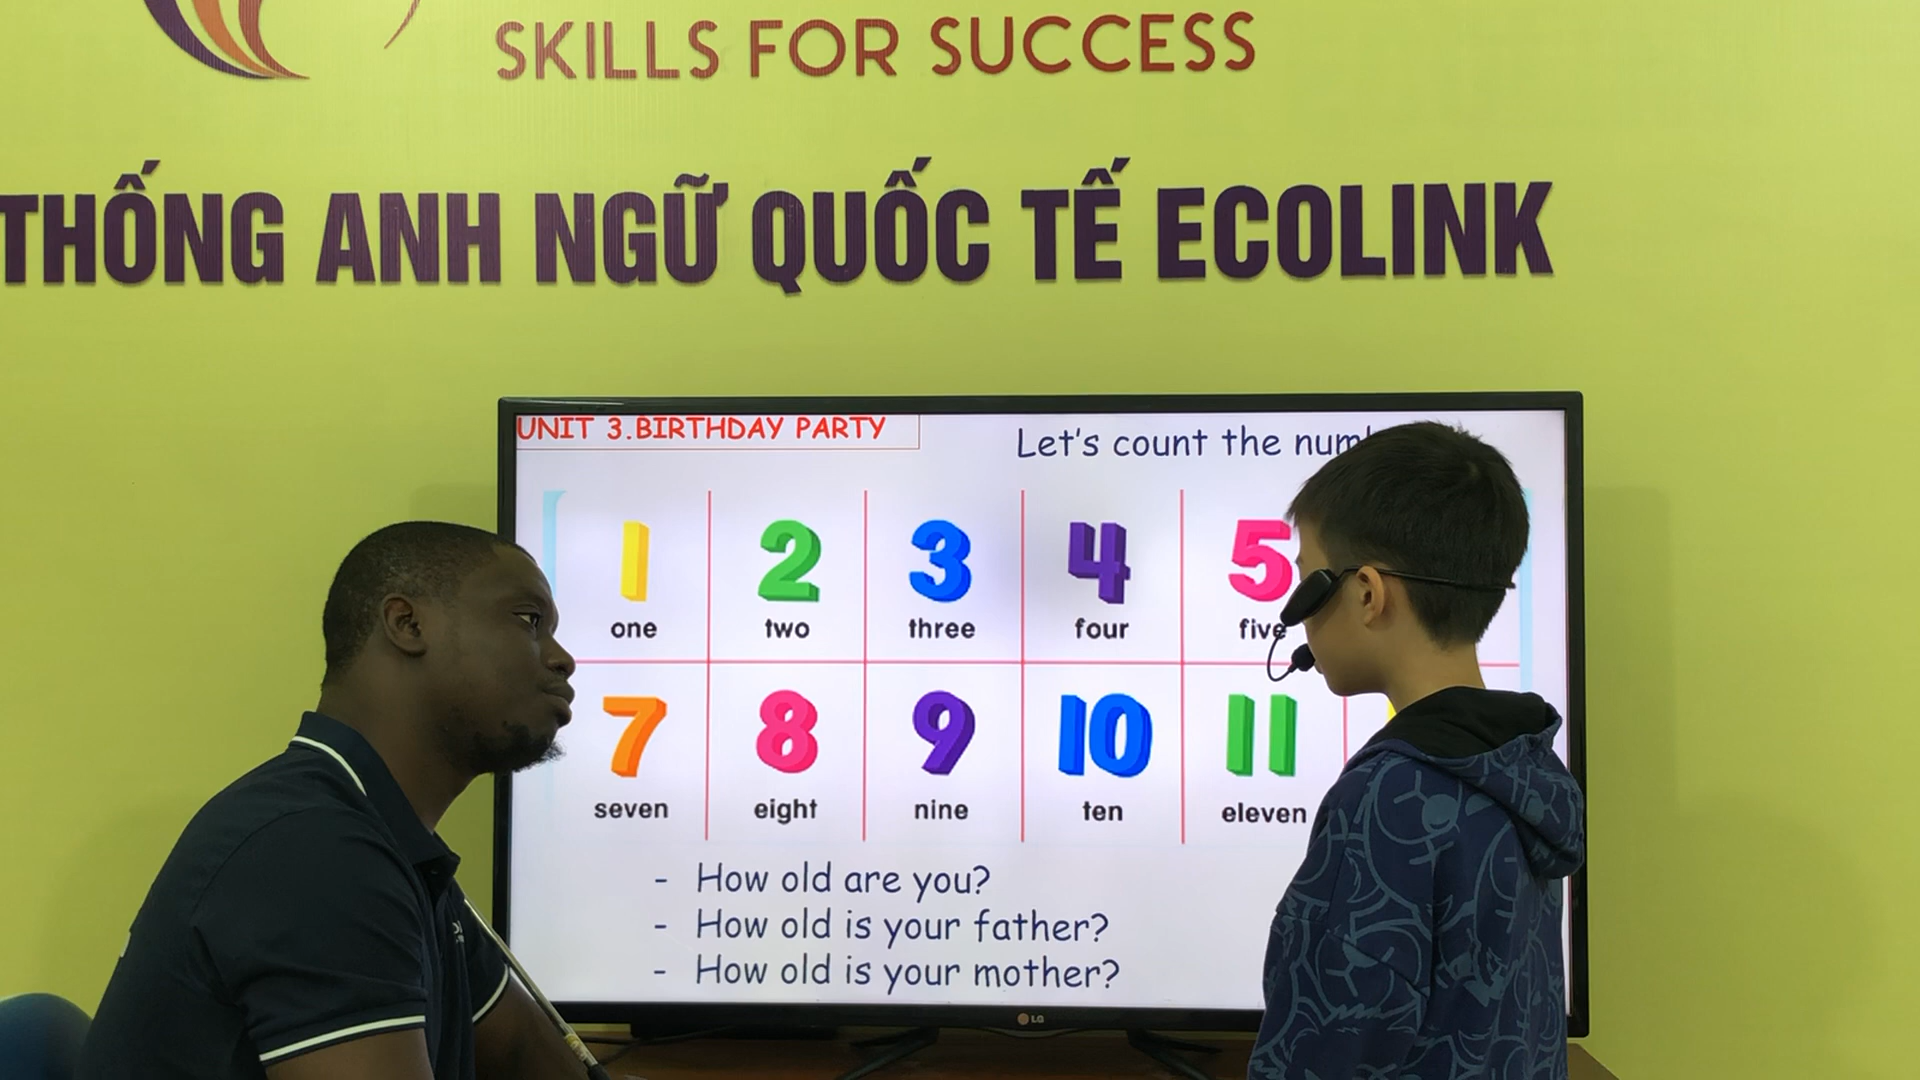 SKILLS FOR SUCCESS
THỐNG ANH NGỮ QUỐC TẾ ECOLINK
UNIT 3.BIRTHDAY PARTY
Let's count the
1 2 3 4 5
one two three four five
7 8 9 10 11
seven eight nine ten eleven
- How old are you?
- How old is your father?
- How old is your mother?
LG